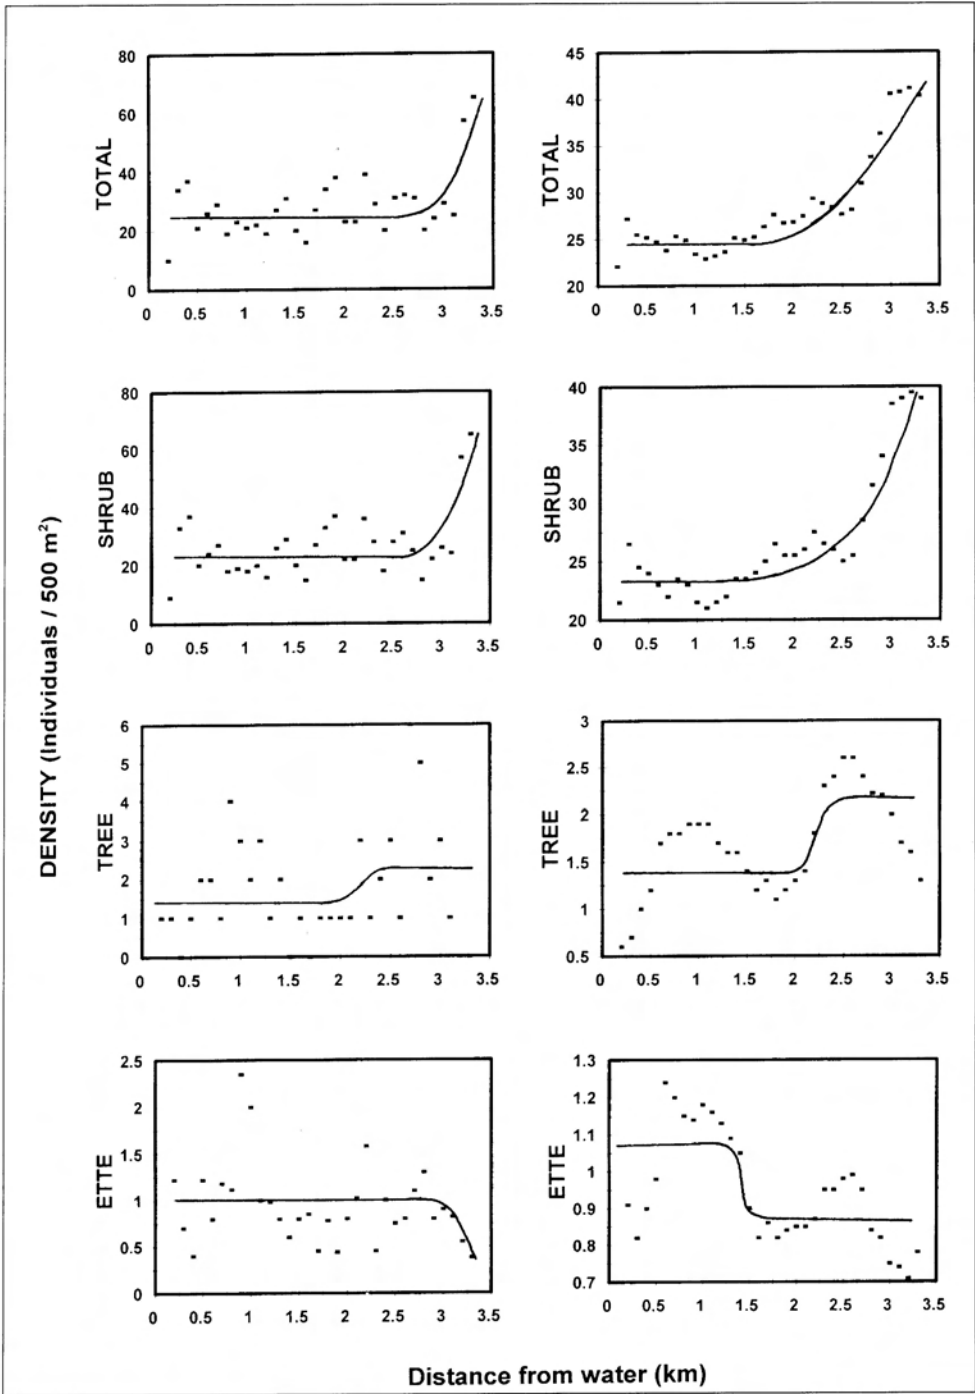 80
60
40
20
0
TOTAL
0 0.5 1 1.5 2 2.5 3 3.5
45
40
35
30
25
20
TOTAL
0 0.5 1 1.5 2 2.5 3 3.5
80
60
40
20
0
SHRUB
0 0.5 1 1.5 2 2.5 3 3.5
40
35
30
25
20
SHRUB
0 0.5 1 1.5 2 2.5 3 3.5
DENSITY (Individuals / 500 m²)
6
5
4
3
2
1
0
TREE
0 0.5 1 1.5 2 2.5 3 3.5
3
2.5
2
1.5
1
0.5
TREE
0 0.5 1 1.5 2 2.5 3 3.5
2.5
2
1.5
1
0.5
0
ETTE
0 0.5 1 1.5 2 2.5 3 3.5
1.3
1.2
1.1
1
0.9
0.8
0.7
ETTE
0 0.5 1 1.5 2 2.5 3 3.5
Distance from water (km)